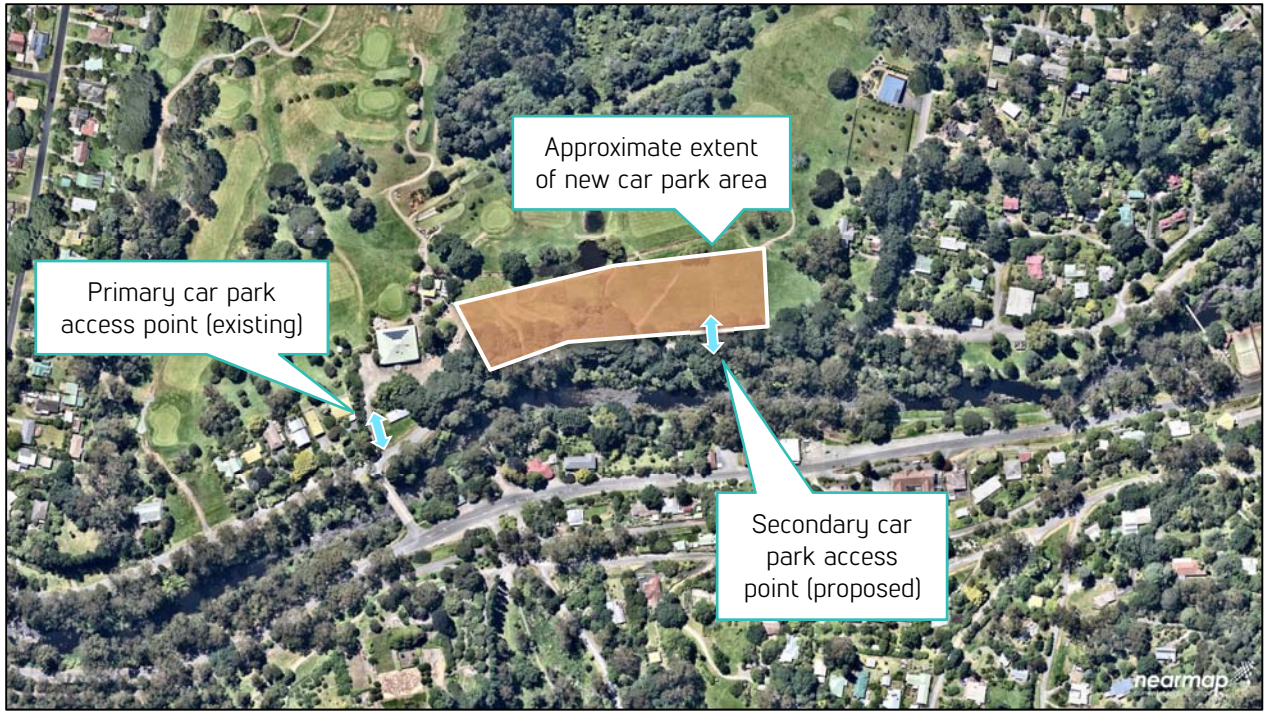 Approximate extent
of new car park area
Primary car park
access point (existing)
Secondary car
park access
point (proposed)
nearmap